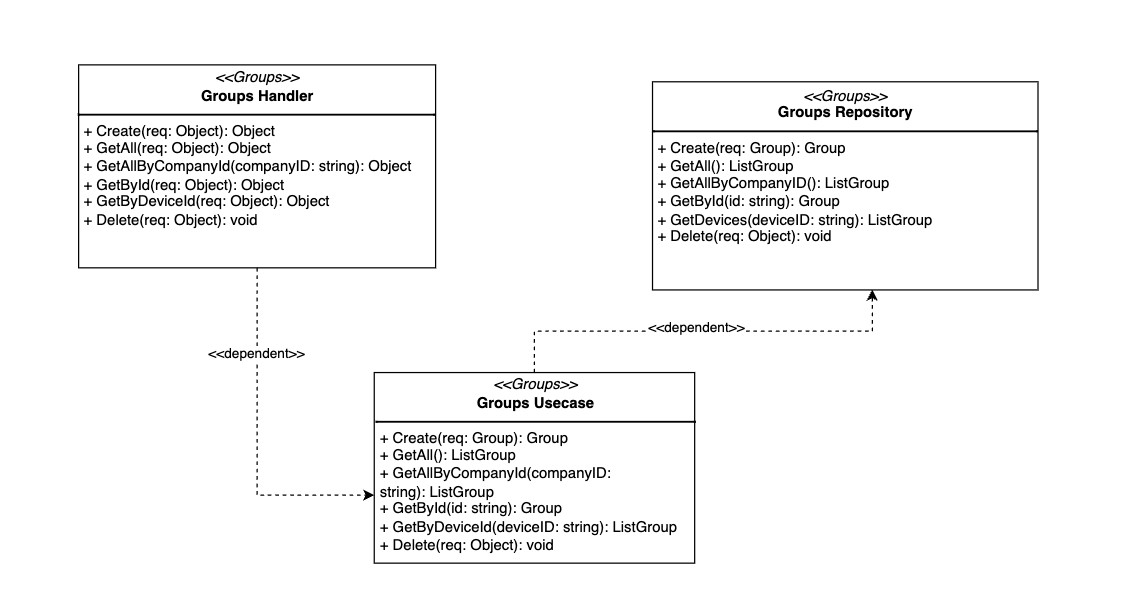 <<Groups>>
Groups Handler
+ Create(req: Object): Object
+ GetAll(req: Object): Object
+ GetAllByCompanyId(companyID: string): Object
+ GetById(req: Object): Object
+ GetByDeviceId(req: Object): Object
+ Delete(req: Object): void
<<Groups>>
Groups Repository
+ Create(req: Group): Group
+ GetAll(): ListGroup
+ GetAllByCompanyID(): ListGroup
+ GetById(id: string): Group
+ GetDevices(deviceID: string): ListGroup
+ Delete(req: Object): void
<<dependent>>
<<dependent>>
<<Groups>>
Groups Usecase
+ Create(req: Group): Group
+ GetAll(): ListGroup
+ GetAllByCompanyId(companyID:
string): ListGroup
+ GetById(id: string): Group
+ GetByDeviceId(deviceID: string): ListGroup
+ Delete(req: Object): void